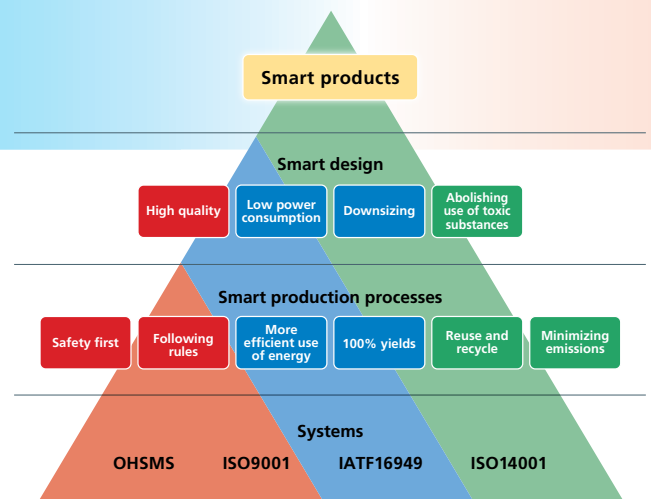 Smart products
Smart design
High quality
Low power
consumption
Downsizing
Abolishing
use of toxic
substances
Smart production processes
Safety first
Following
rules
More
efficient use
of energy
100% yields
Reuse and
recycle
Minimizing
emissions
Systems
OHSMS
ISO9001
IATF16949
ISO14001